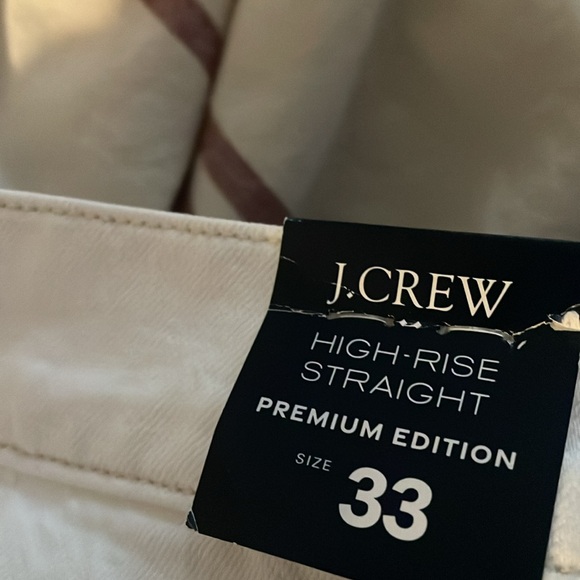 J.CREW
HIGH-RISE
STRAIGHT
PREMIUM EDITION
SIZE 33